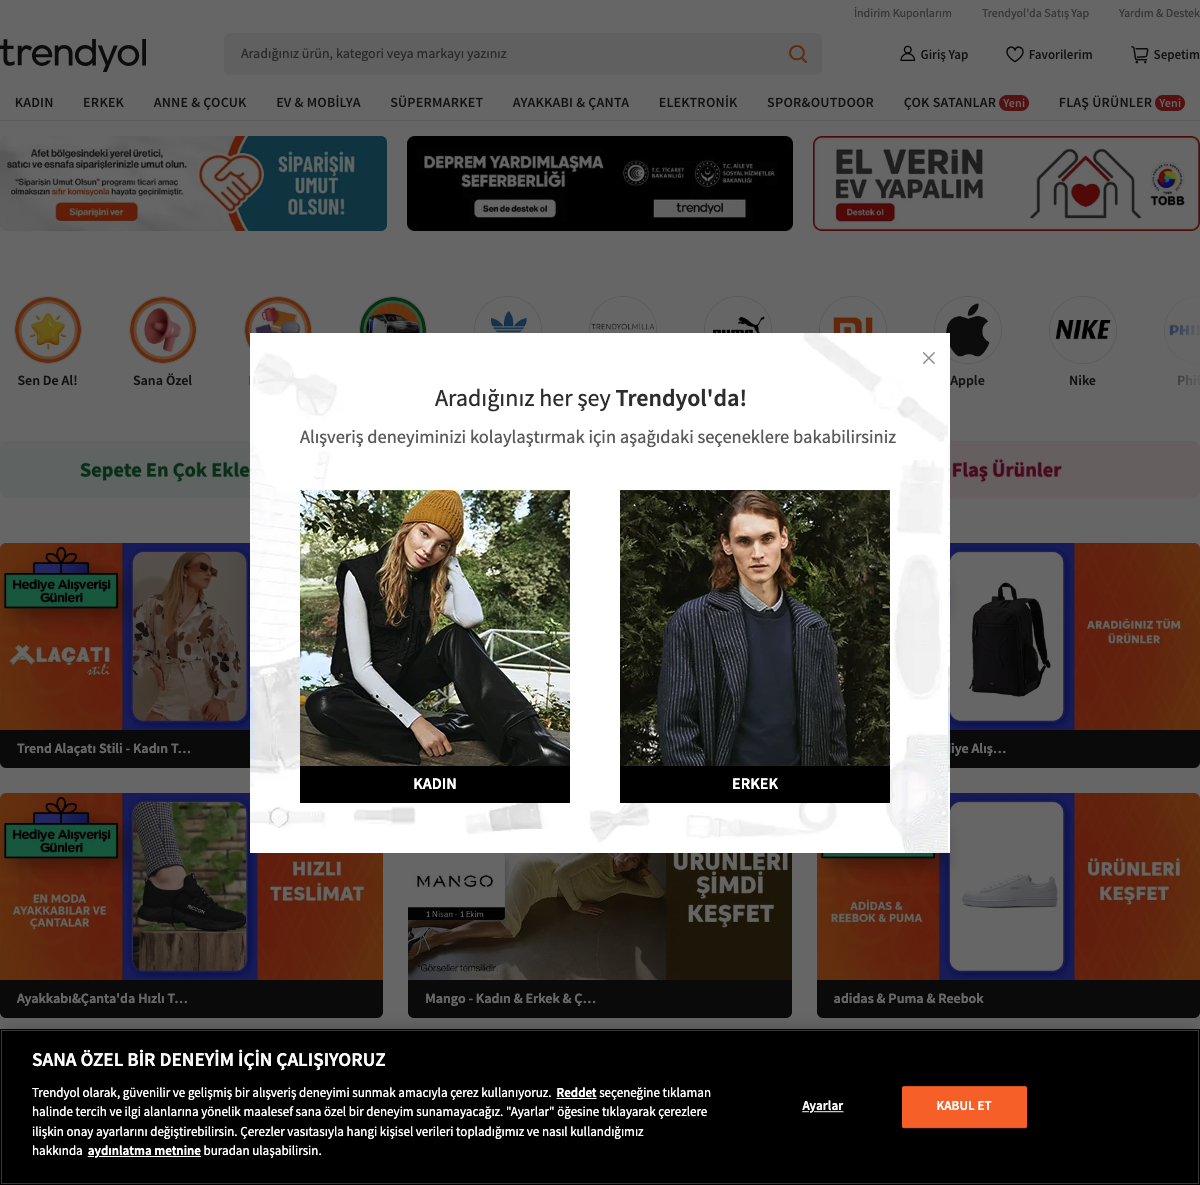 İndirim Kuponlarım Trendyol'da Satış Yap Yardım & Destek
trendyol
Aradığınız ürün, kategori veya markayı yazınız
Giriş Yap Favorilerim Sepetim
KADIN ERKEK ANNE & ÇOCUK EV & MOBİLYA SÜPERMARKET AYAKKABI & ÇANTA ELEKTRONİK SPOR&OUTDOOR ÇOK SATANLAR Yeni FLAŞ ÜRÜNLER Yeni
Afet bölgesindeki yerel üretici,
satıcı ve esnafa siparişlerinizle umut olun.
"Siparişin Umut Olsun" programı ticari amaç
olmaksızın sıfır komisyonla hayata geçirilmiştir.
Siparişini ver
SİPARİŞİN
UMUT
OLSUN!
DEPREM YARDIMLAŞMA
SEFERBERLİĞİ
Sen de destek ol
T.C. TİCARET
BAKANLIĞI
T.C. AİLE VE
SOSYAL HİZMETLER
BAKANLIĞI
trendyol
EL VERİN
EV YAPALIM
Destek ol
TOBB
TRENDYOLMILLA
PUMA
NIKE
Sen De Al!
Sana Özel
Apple
Nike
Sepete En Çok Ekle
Flaş Ürünler
Aradığınız her şey Trendyol'da!
Alışveriş deneyiminizi kolaylaştırmak için aşağıdaki seçeneklere bakabilirsiniz
KADIN
ERKEK
Hediye Alışverişi
Günleri
ALAÇATI
stili
Trend Alaçatı Stili - Kadın T...
ARADIĞINIZ TÜM
ÜRÜNLER
iye Alış...
Hediye Alışverişi
Günleri
EN MODA
AYAKKABILAR VE
ÇANTALAR
HIZLI
TESLİMAT
Ayakkabı&Çanta'da Hızlı T...
MANGO
1 Nisan - 1 Ekim
Görseller temsilidir.
ÜRÜNLERİ
ŞİMDİ
KEŞFET
Mango - Kadın & Erkek & Ç...
ADIDAS &
REEBOK & PUMA
ÜRÜNLERİ
KEŞFET
adidas & Puma & Reebok
SANA ÖZEL BİR DENEYİM İÇİN ÇALIŞIYORUZ
Trendyol olarak, güvenilir ve gelişmiş bir alışveriş deneyimi sunmak amacıyla çerez kullanıyoruz. Reddet seçeneğine tıklaman
halinde tercih ve ilgi alanlarına yönelik maalesef sana özel bir deneyim sunamayacağız. "Ayarlar" öğesine tıklayarak çerezlere
ilişkin onay ayarlarını değiştirebilirsin. Çerezler vasıtasıyla hangi kişisel verileri topladığımız ve nasıl kullandığımız
hakkında aydınlatma metnine buradan ulaşabilirsin.
Ayarlar
KABUL ET